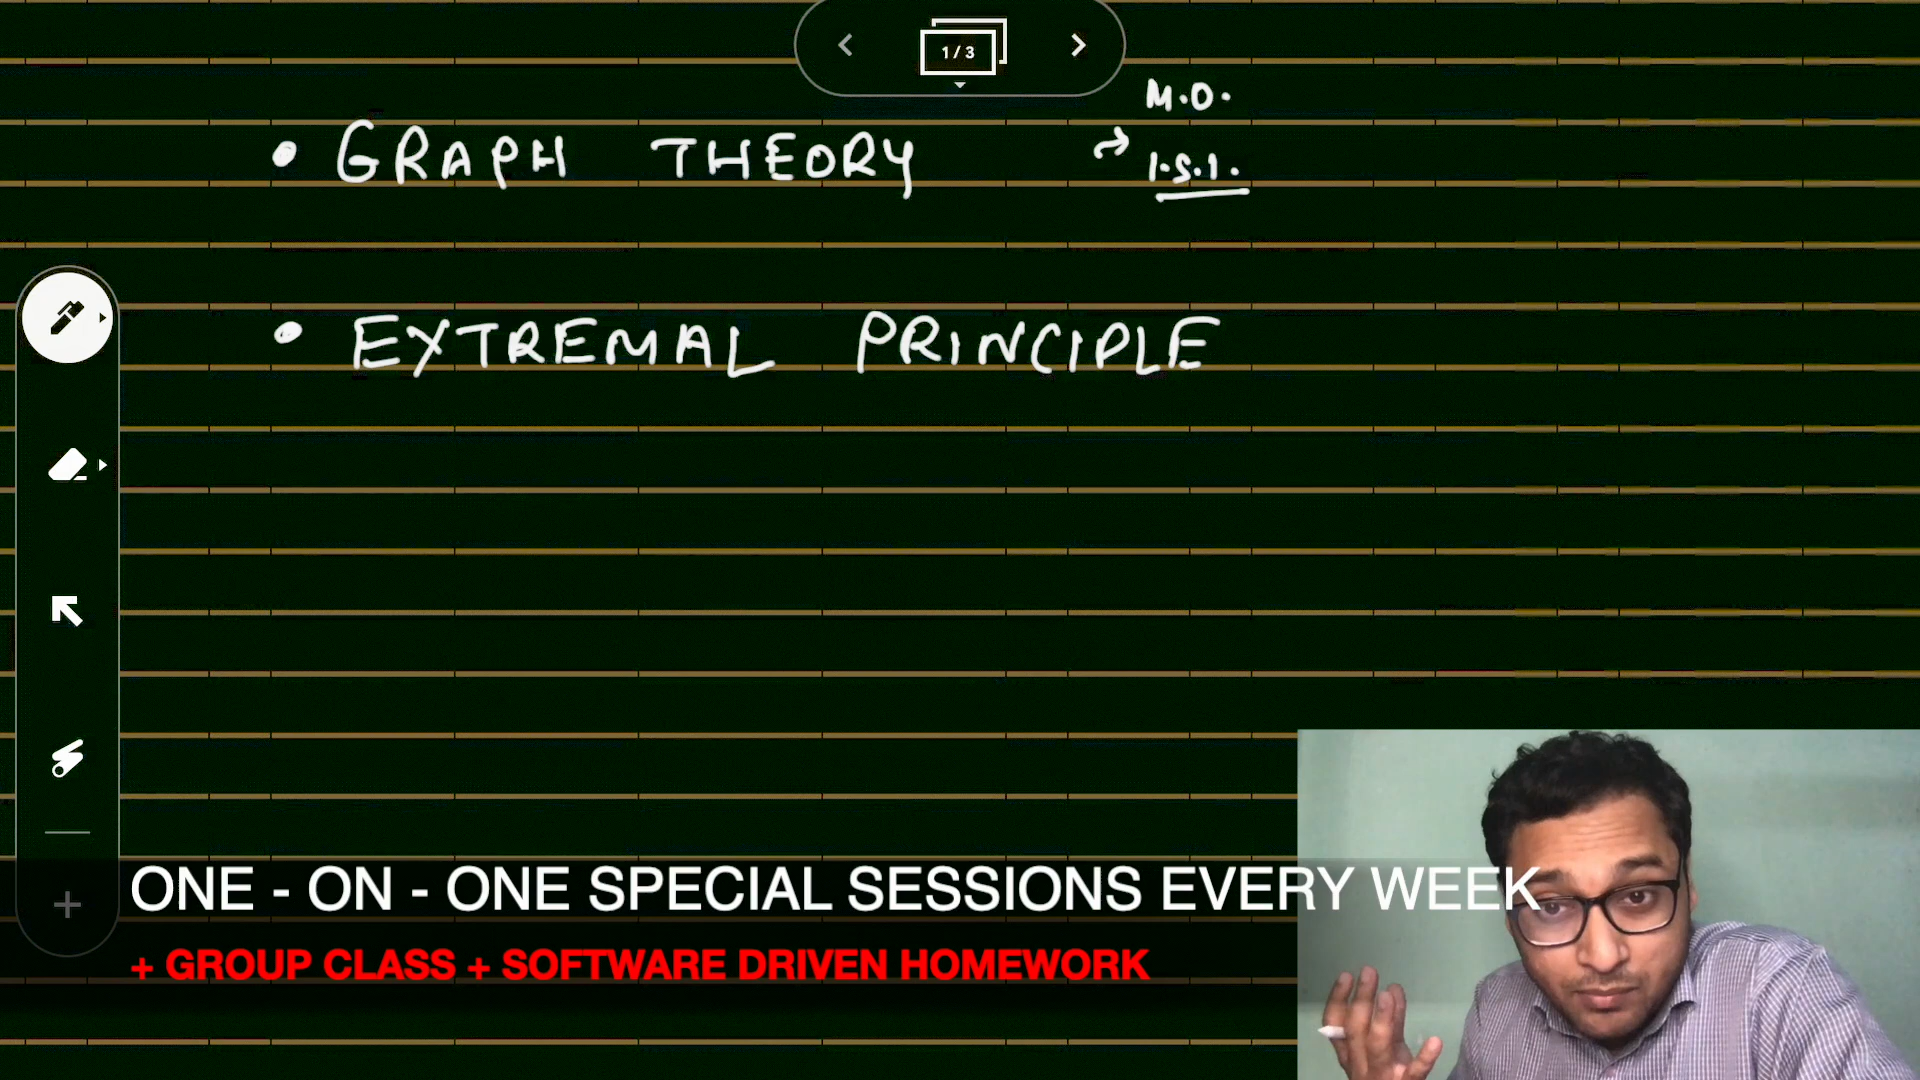 1/3
M.O.
• GRAPH THEORY → I.S.I.
• EXTREMAL PRINCIPLE
ONE - ON - ONE SPECIAL SESSIONS EVERY WEEK
+ GROUP CLASS + SOFTWARE DRIVEN HOMEWORK